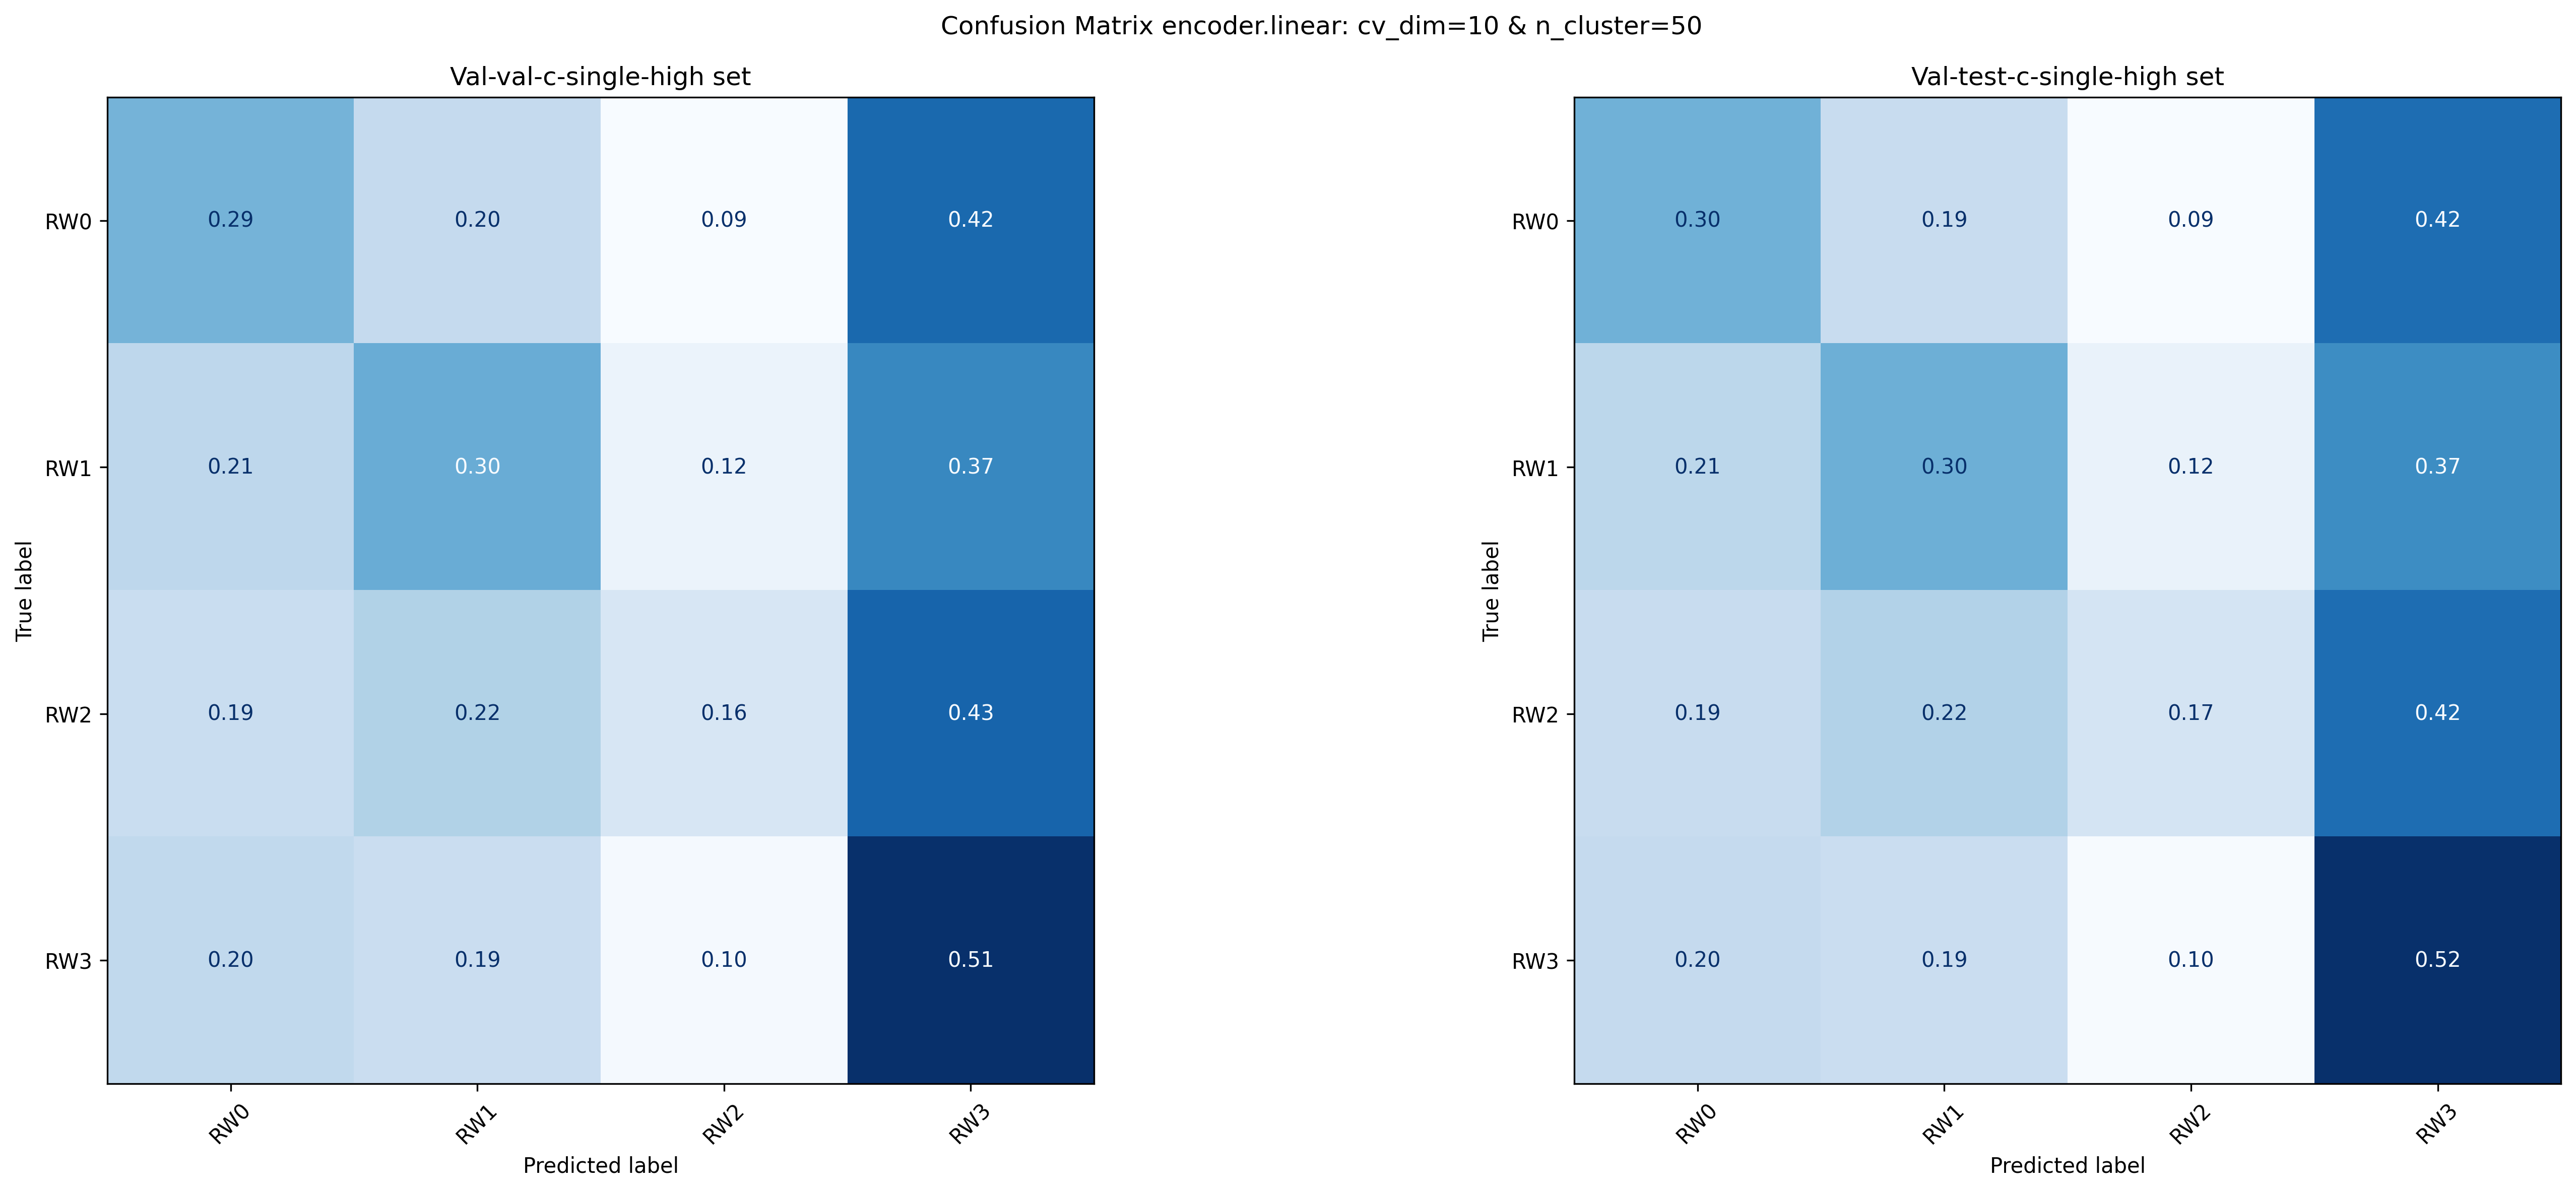 Confusion Matrix encoder.linear: cv_dim=10 & n_cluster=50
Val-val-c-single-high set
True label
RW0 0.29 0.20 0.09 0.42
RW1 0.21 0.30 0.12 0.37
RW2 0.19 0.22 0.16 0.43
RW3 0.20 0.19 0.10 0.51
RW0 RW1 RW2 RW3
Predicted label
Val-test-c-single-high set
True label
RW0 0.30 0.19 0.09 0.42
RW1 0.21 0.30 0.12 0.37
RW2 0.19 0.22 0.17 0.42
RW3 0.20 0.19 0.10 0.52
RW0 RW1 RW2 RW3
Predicted label